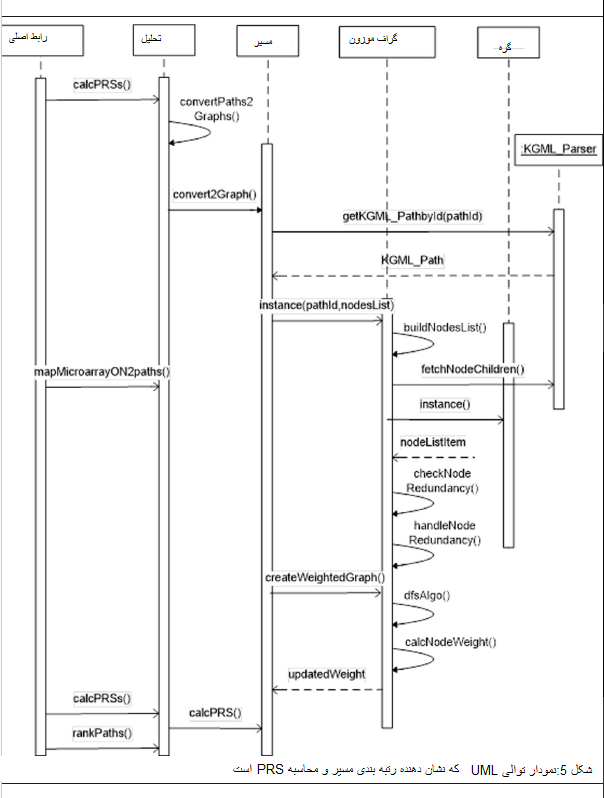 رابط اصلی
تحلیل
مسیر
گراف موزون
گره
:KGML_Parser
calcPRSs()
convertPaths2
Graphs()
convert2Graph()
getKGML_PathbyId(pathId)
KGML_Path
instance(pathId,nodesList)
buildNodesList()
mapMicroarrayON2paths()
fetchNodeChildren()
instance()
nodeListItem
checkNode
Redundancy()
handleNode
Redundancy()
createWeightedGraph()
dfsAlgo()
calcNodeWeight()
updatedWeight
calcPRSs()
calcPRS()
rankPaths()
شکل 5:نمودار توالی UML که نشان دهنده رتبه بندی مسیر و محاسبه PRS است